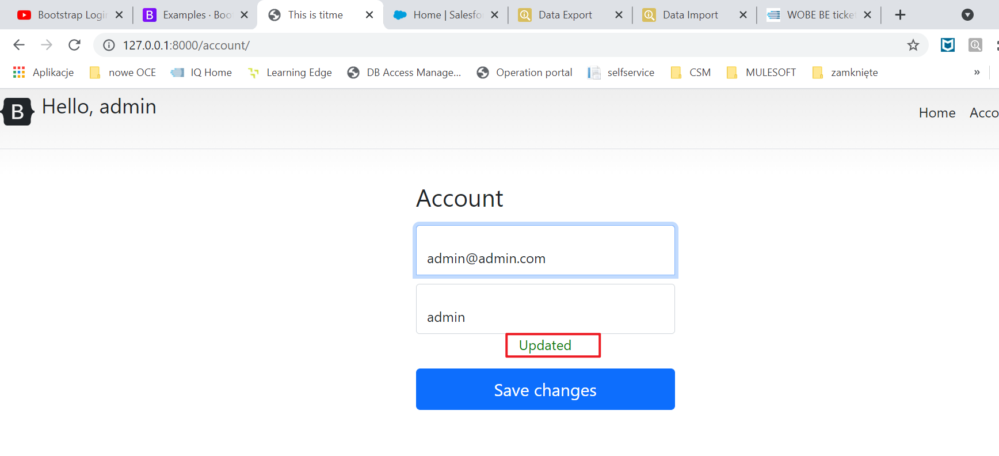 Bootstrap Login Examples · Boo This is titme Home | Salesfo Data Export Data Import WOBE BE ticket
127.0.0.1:8000/account/
Aplikacje nowe OCE IQ Home Learning Edge DB Access Manage... Operation portal selfservice CSM MULESOFT zamknięte »
B Hello, admin Home Acco
Account
admin@admin.com
admin
Updated
Save changes